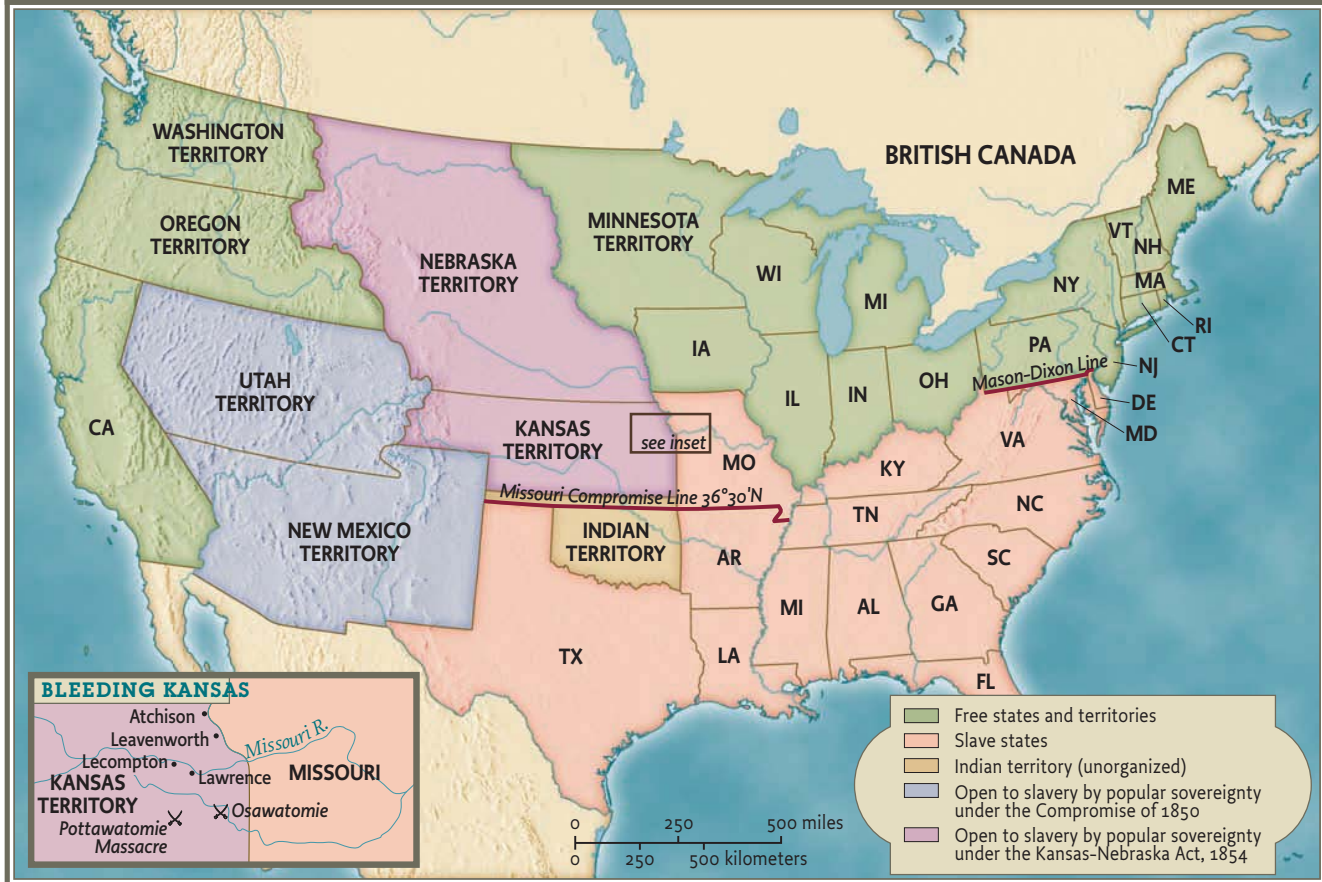 BRITISH CANADA
WASHINGTON
TERRITORY
OREGON
TERRITORY
NEBRASKA
TERRITORY
MINNESOTA
TERRITORY
UTAH
TERRITORY
KANSAS
TERRITORY
NEW MEXICO
TERRITORY
INDIAN
TERRITORY
CA
TX
IA
WI
MI
IL
IN
OH
PA
NY
VT
NH
ME
MA
RI
CT
NJ
DE
MD
VA
KY
MO
see inset
TN
NC
SC
GA
AL
MI
AR
LA
FL
Mason-Dixon Line
Missouri Compromise Line 36°30'N
BLEEDING KANSAS
Atchison
Leavenworth
Missouri R.
Lecompton
Lawrence
MISSOURI
KANSAS
TERRITORY
Osawatomie
Pottawatomie
Massacre
0 250 500 miles
0 250 500 kilometers
Free states and territories
Slave states
Indian territory (unorganized)
Open to slavery by popular sovereignty
under the Compromise of 1850
Open to slavery by popular sovereignty
under the Kansas-Nebraska Act, 1854